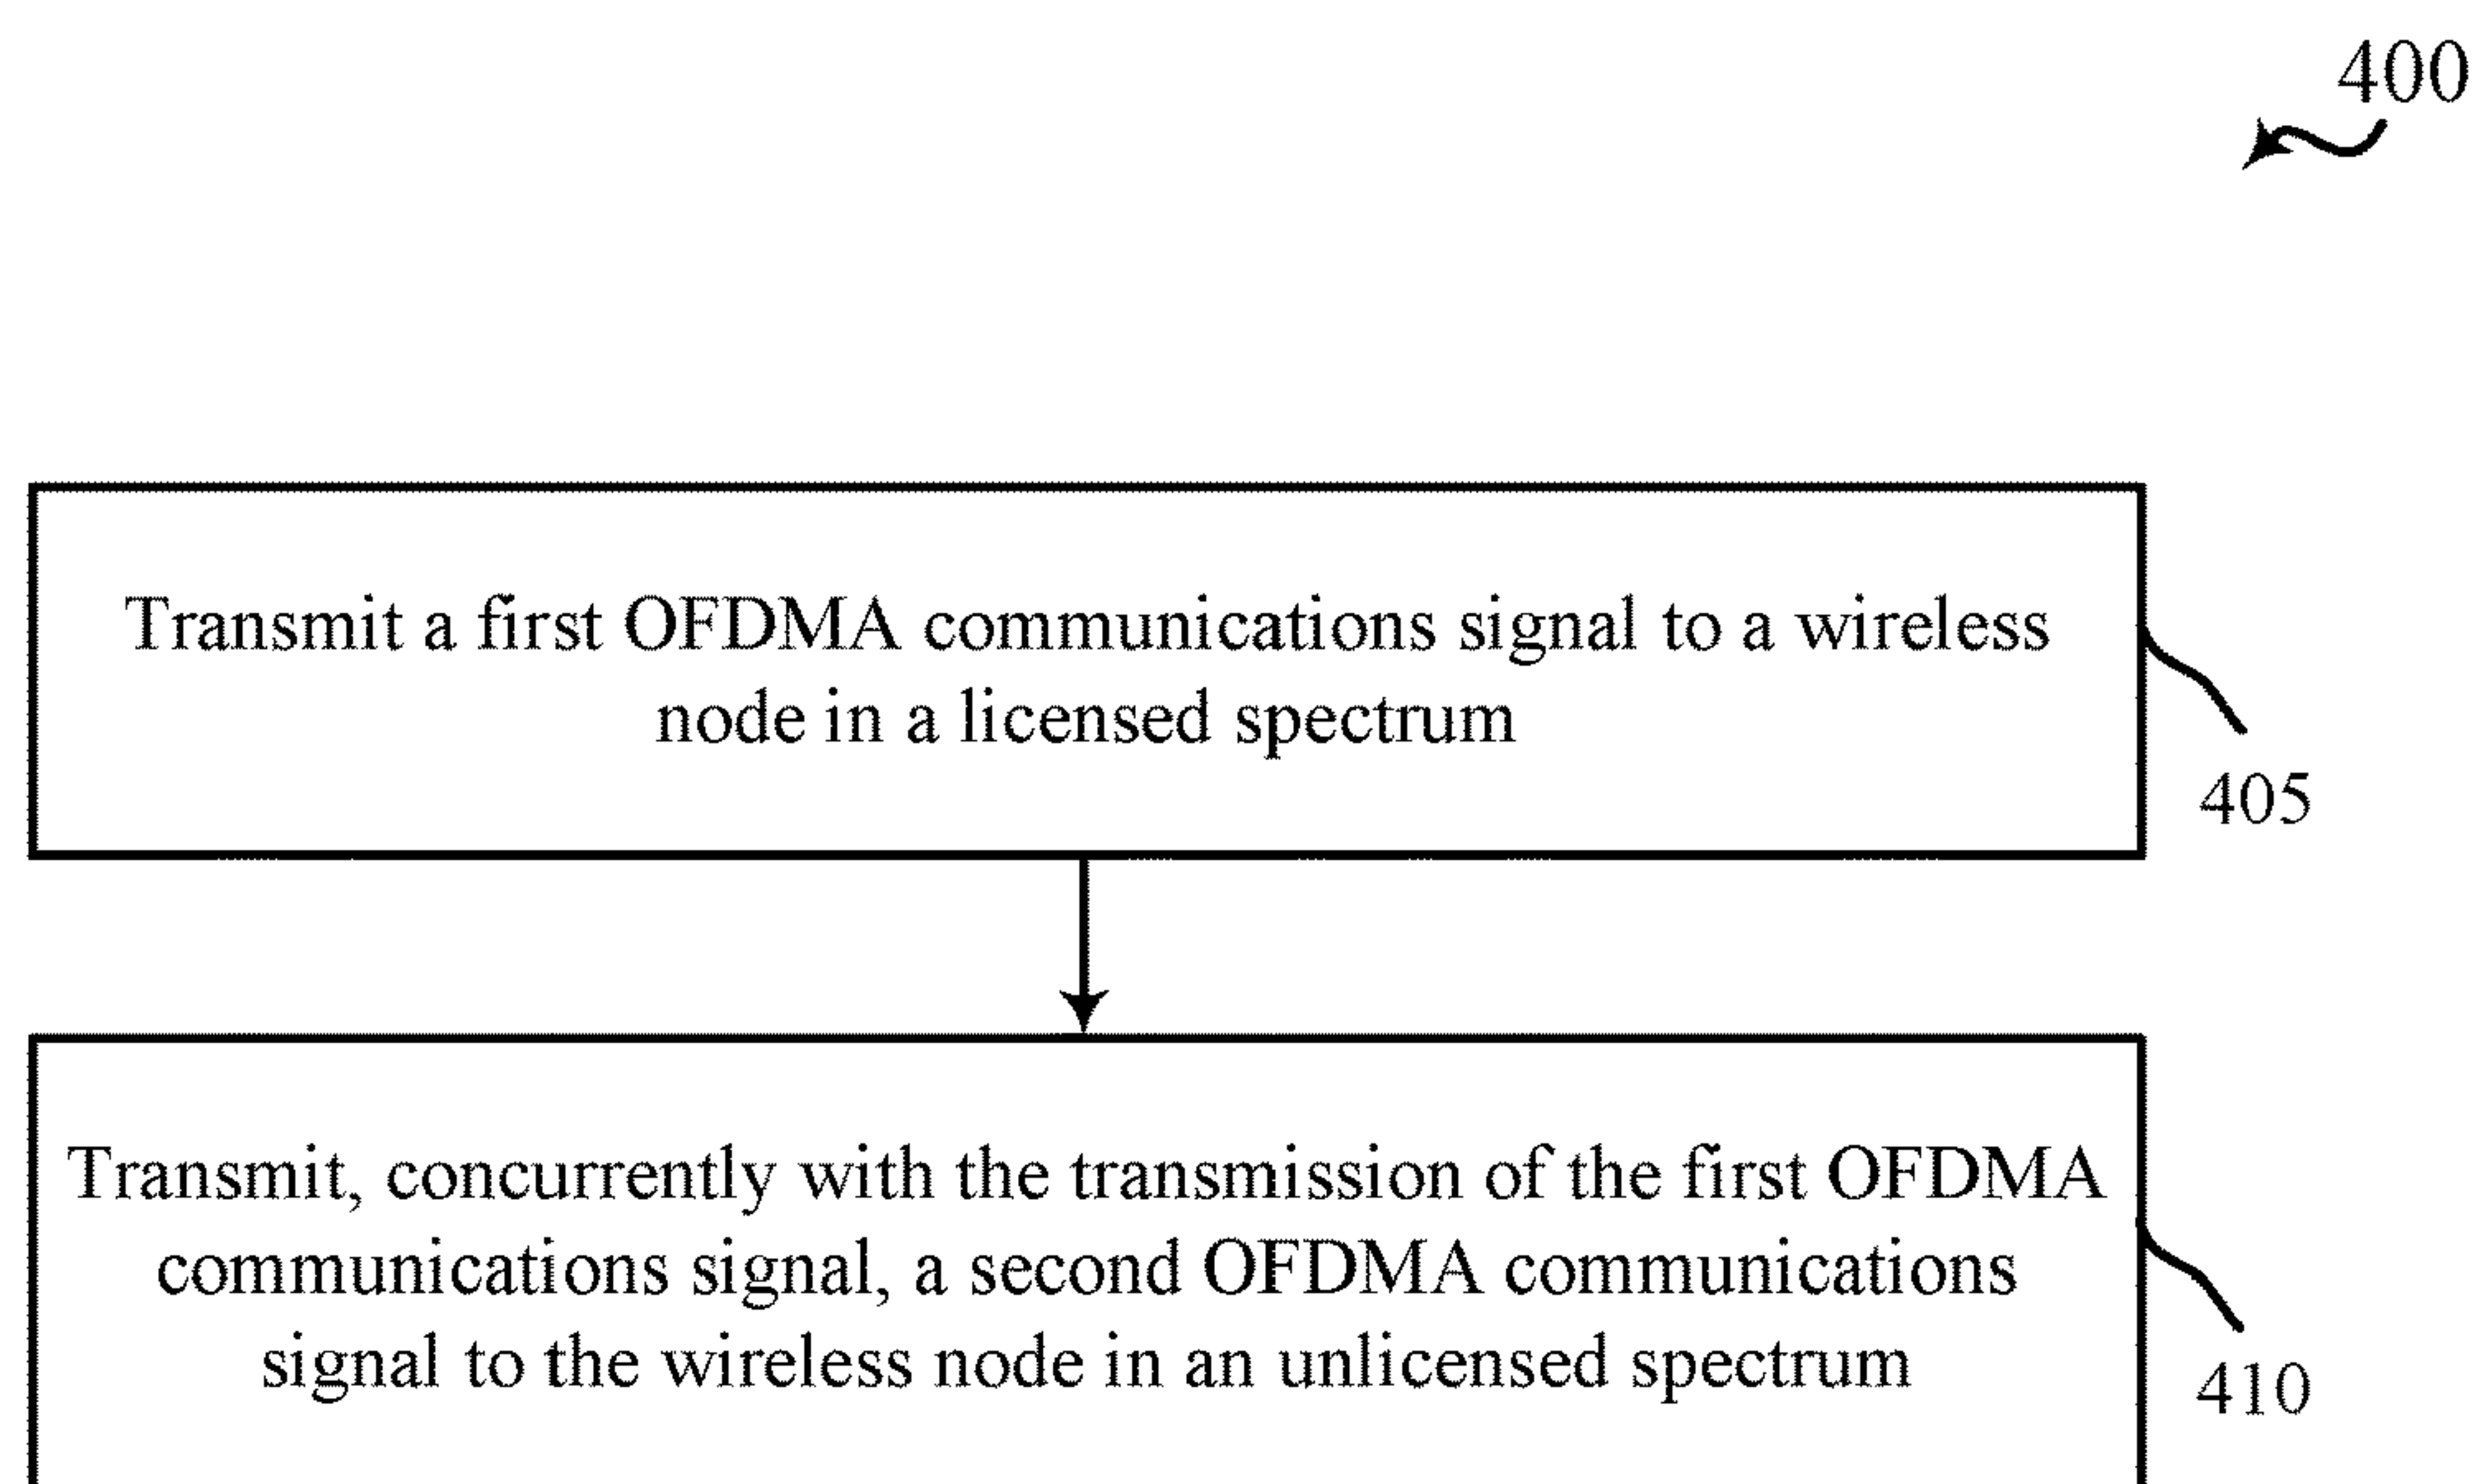 400
Transmit a first OFDMA communications signal to a wireless
node in a licensed spectrum
405
Transmit, concurrently with the transmission of the first OFDMA
communications signal, a second OFDMA communications
signal to the wireless node in an unlicensed spectrum
410